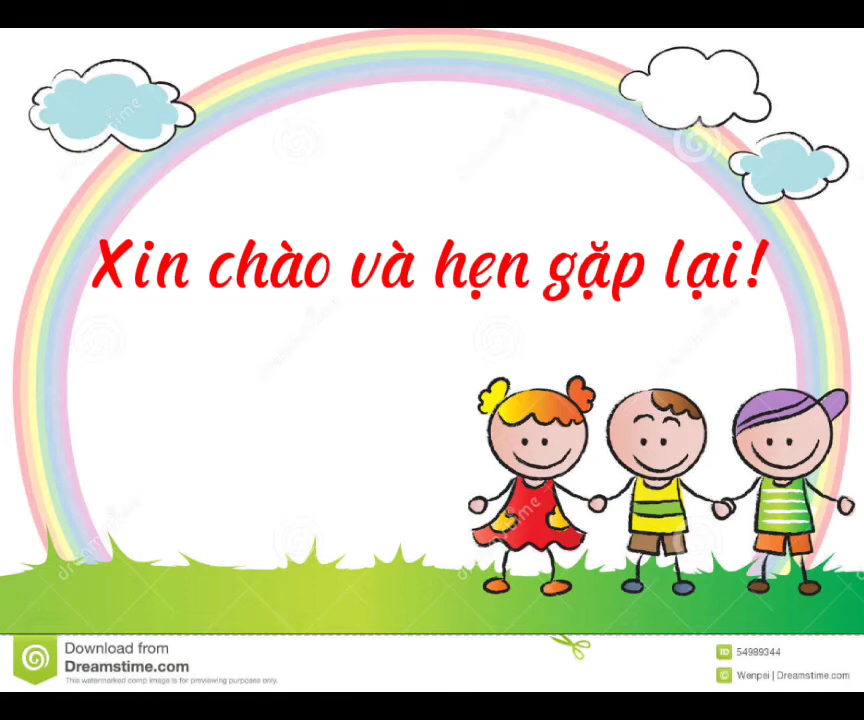 Xin chào và hẹn gặp lại!
Download from
Dreamstime.com
This watermarked comp image is for previewing purposes only.
ID 54989344
© Wenpei | Dreamstime.com